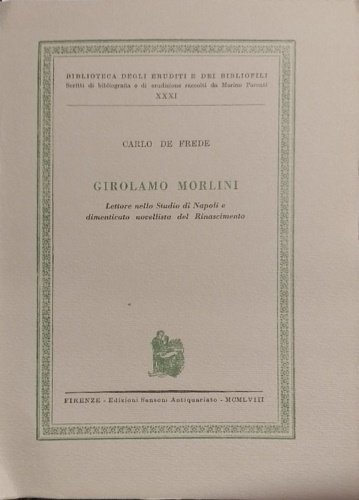 BIBLIOTECA DEGLI ERUDITI E DEI BIBLIOFILI
Scritti di bibliografia e di erudizione raccolti da Marino Parenti
XXXI
CARLO DE FREDE
GIROLAMO MORLINI
Lettore nello Studio di Napoli e
dimenticato novellista del Rinascimento
FIRENZE - Edizioni Sansoni Antiquariato - MCMLVIII